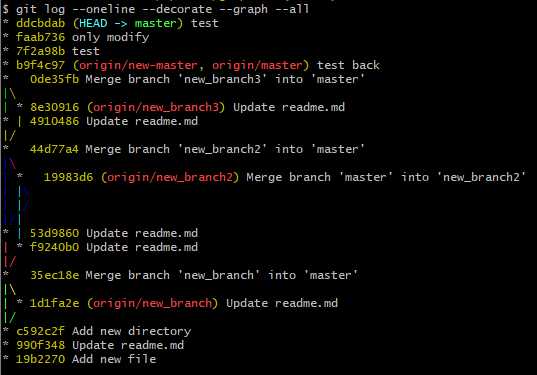 $ git log --oneline --decorate --graph --all
* ddcbdab (HEAD -> master) test
* faab736 only modify
* 7f2a98b test
* b9f4c97 (origin/new-master, origin/master) test back
*   0de35fb Merge branch 'new_branch3' into 'master'
|\
| * 8e30916 (origin/new_branch3) Update readme.md
* | 4910486 Update readme.md
|/
*   44d77a4 Merge branch 'new_branch2' into 'master'
|\
| *   19983d6 (origin/new_branch2) Merge branch 'master' into 'new_branch2'
| |\
| |/
|/|
* | 53d9860 Update readme.md
| * f9240b0 Update readme.md
|/
*   35ec18e Merge branch 'new_branch' into 'master'
|\
| * 1d1fa2e (origin/new_branch) Update readme.md
|/
* c592c2f Add new directory
* 990f348 Update readme.md
* 19b2270 Add new file